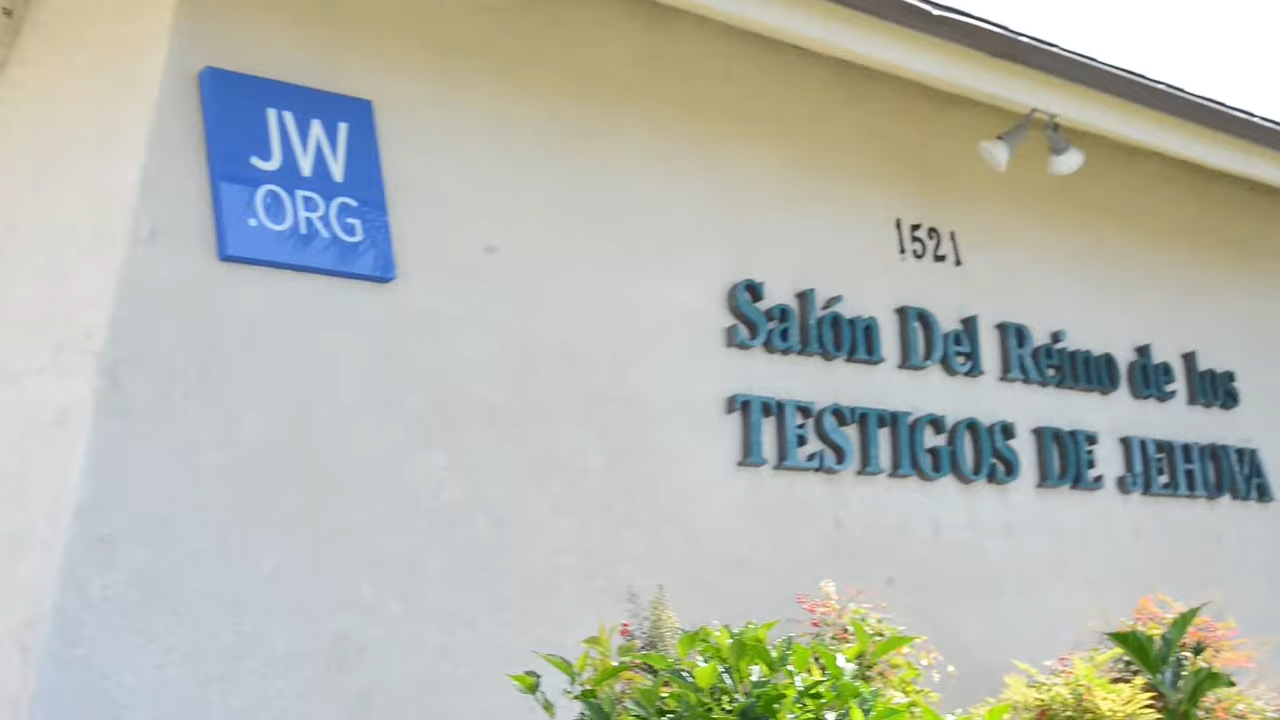 JW
.ORG
1521
Salón Del Reino de los
TESTIGOS DE JEHOVA